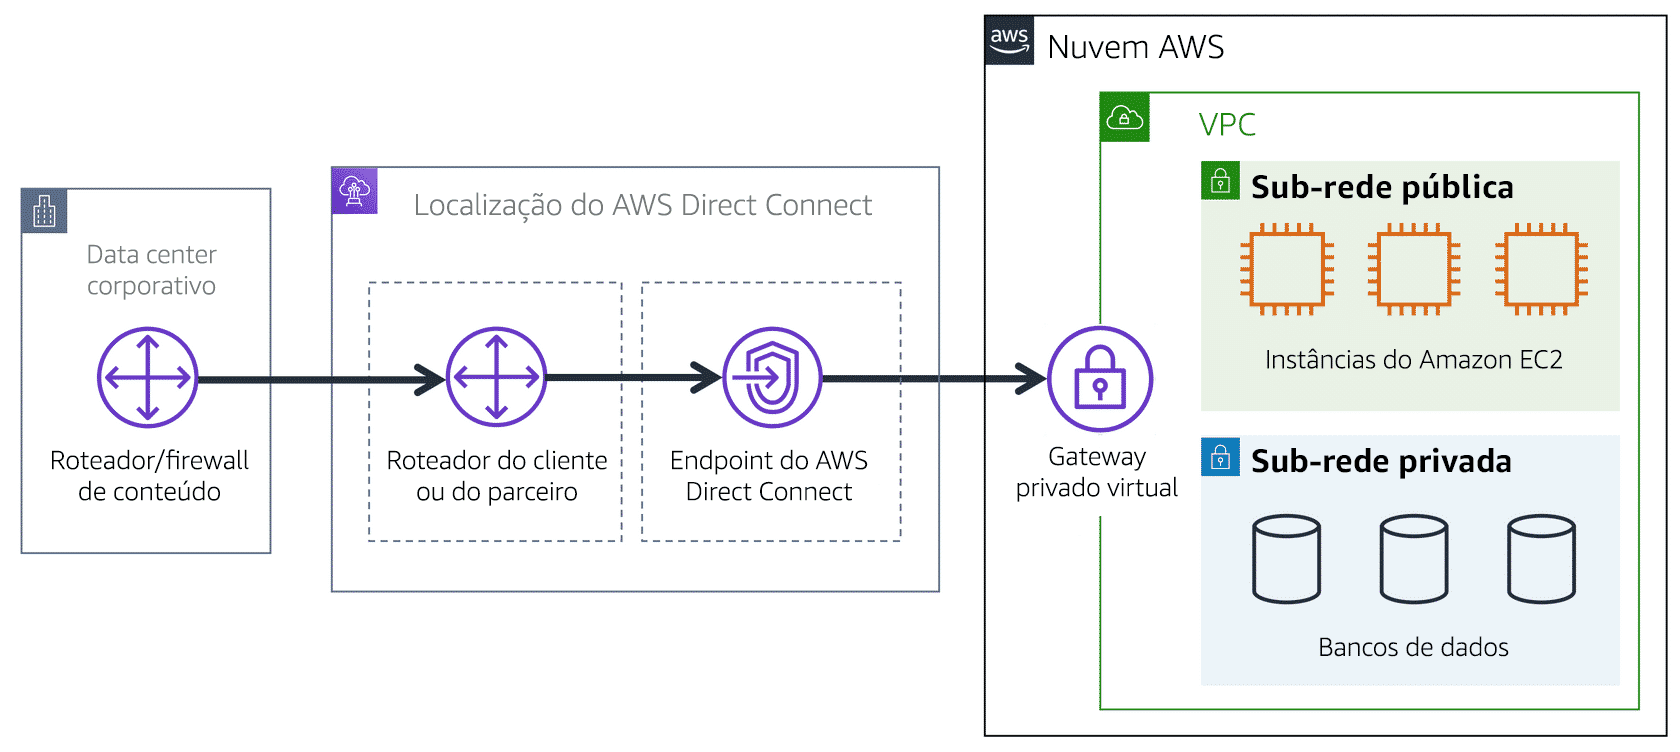 aws
Nuvem AWS
VPC
Sub-rede pública
Instâncias do Amazon EC2
Sub-rede privada
Bancos de dados
Gateway
privado virtual
Localização do AWS Direct Connect
Roteador do cliente
ou do parceiro
Endpoint do AWS
Direct Connect
Data center
corporativo
Roteador/firewall
de conteúdo